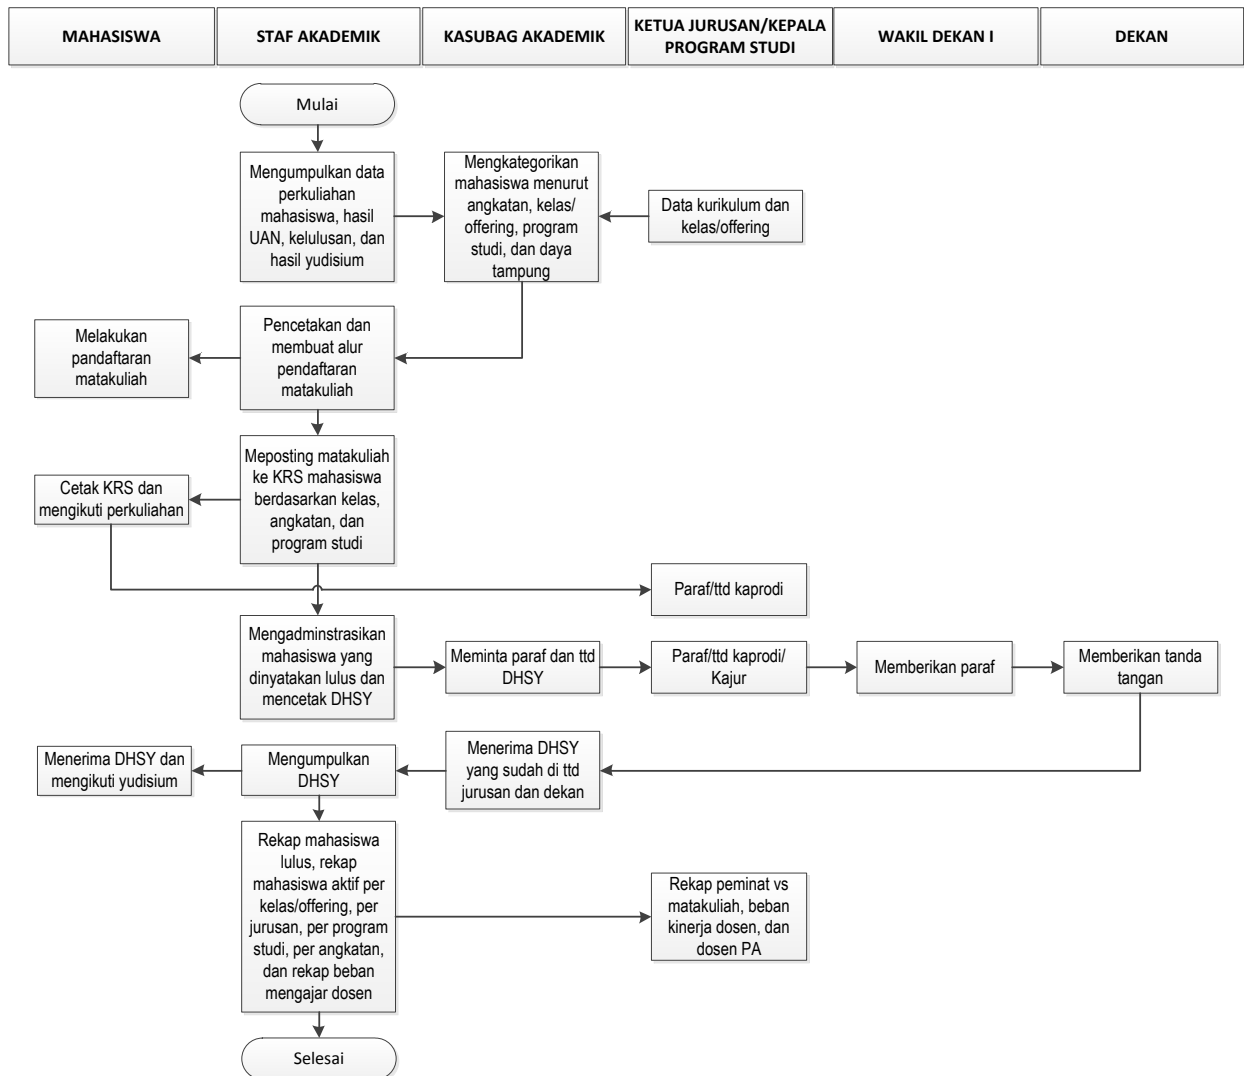 MAHASISWA
STAF AKADEMIK
KASUBAG AKADEMIK
KETUA JURUSAN/KEPALA
PROGRAM STUDI
WAKIL DEKAN I
DEKAN
Mulai
Mengumpulkan data
perkuliahan
mahasiswa, hasil
UAN, kelulusan, dan
hasil yudisium
Mengkategorikan
mahasiswa menurut
angkatan, kelas/
offering, program
studi, dan daya
tampung
Data kurikulum dan
kelas/offering
Melakukan
pandaftaran
matakuliah
Pencetakan dan
membuat alur
pendaftaran
matakuliah
Meposting matakuliah
ke KRS mahasiswa
berdasarkan kelas,
angkatan, dan
program studi
Cetak KRS dan
mengikuti perkuliahan
Paraf/ttd kaprodi
Mengadminstrasikan
mahasiswa yang
dinyatakan lulus dan
mencetak DHSY
Meminta paraf dan ttd
DHSY
Paraf/ttd kaprodi/
Kajur
Memberikan paraf
Memberikan tanda
tangan
Menerima DHSY dan
mengikuti yudisium
Mengumpulkan
DHSY
Menerima DHSY
yang sudah di ttd
jurusan dan dekan
Rekap mahasiswa
lulus, rekap
mahasiswa aktif per
kelas/offering, per
jurusan, per program
studi, per angkatan,
dan rekap beban
mengajar dosen
Rekap peminat vs
matakuliah, beban
kinerja dosen, dan
dosen PA
Selesai